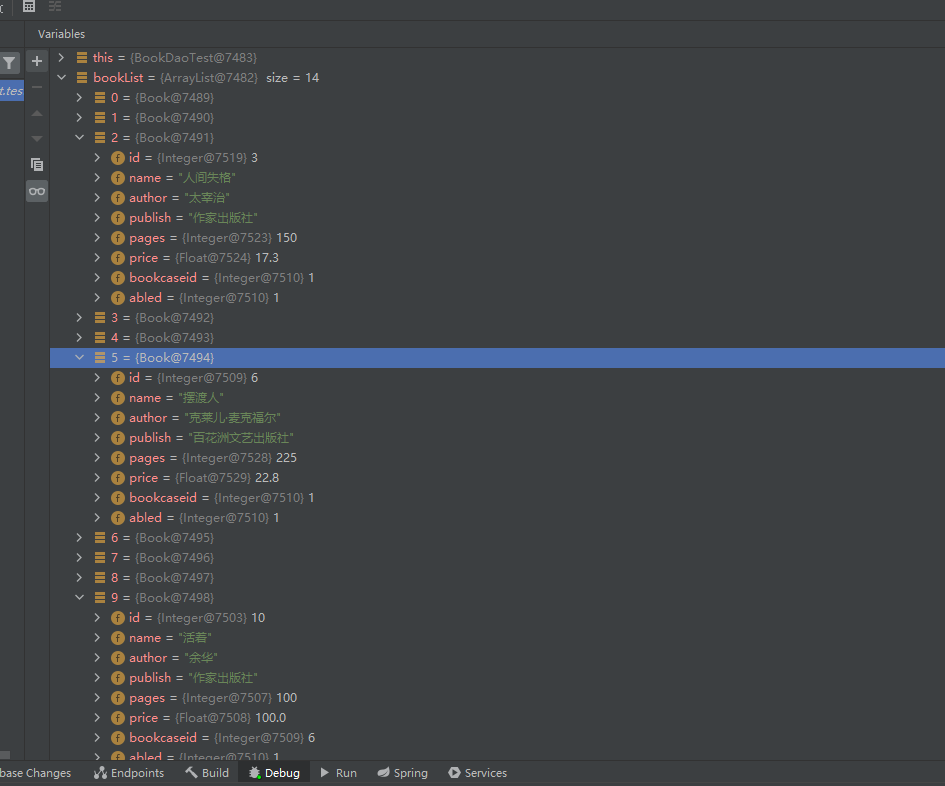 Variables
this = {BookDaoTest@7483}
t.tes
bookList = {ArrayList@7482} size = 14
0 = {Book@7489}
1 = {Book@7490}
2 = {Book@7491}
f id = {Integer@7519} 3
f name = "人间失格"
f author = "太宰治"
f publish = "作家出版社"
f pages = {Integer@7523} 150
f price = {Float@7524} 17.3
f bookcaseid = {Integer@7510} 1
f abled = {Integer@7510} 1
3 = {Book@7492}
4 = {Book@7493}
5 = {Book@7494}
f id = {Integer@7509} 6
f name = "摆渡人"
f author = "克莱儿·麦克福尔"
f publish = "百花洲文艺出版社"
f pages = {Integer@7528} 225
f price = {Float@7529} 22.8
f bookcaseid = {Integer@7510} 1
f abled = {Integer@7510} 1
6 = {Book@7495}
7 = {Book@7496}
8 = {Book@7497}
9 = {Book@7498}
f id = {Integer@7503} 10
f name = "活着"
f author = "余华"
f publish = "作家出版社"
f pages = {Integer@7507} 100
f price = {Float@7508} 100.0
f bookcaseid = {Integer@7509} 6
f abled = {Integer@7510} 1
base Changes Endpoints Build Debug Run Spring Services